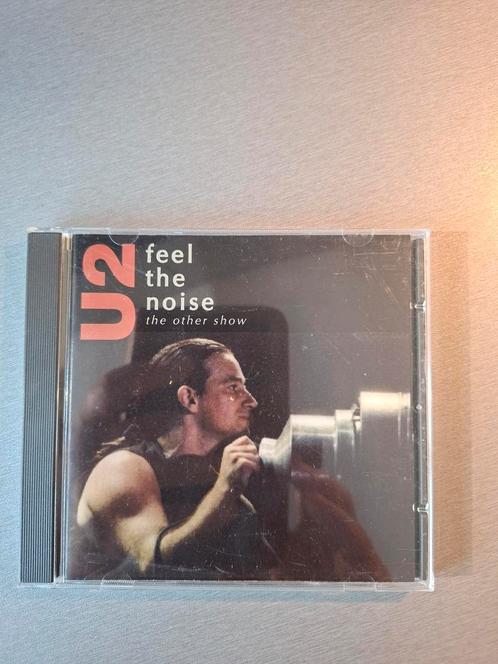 U2
feel
the
noise
the other show